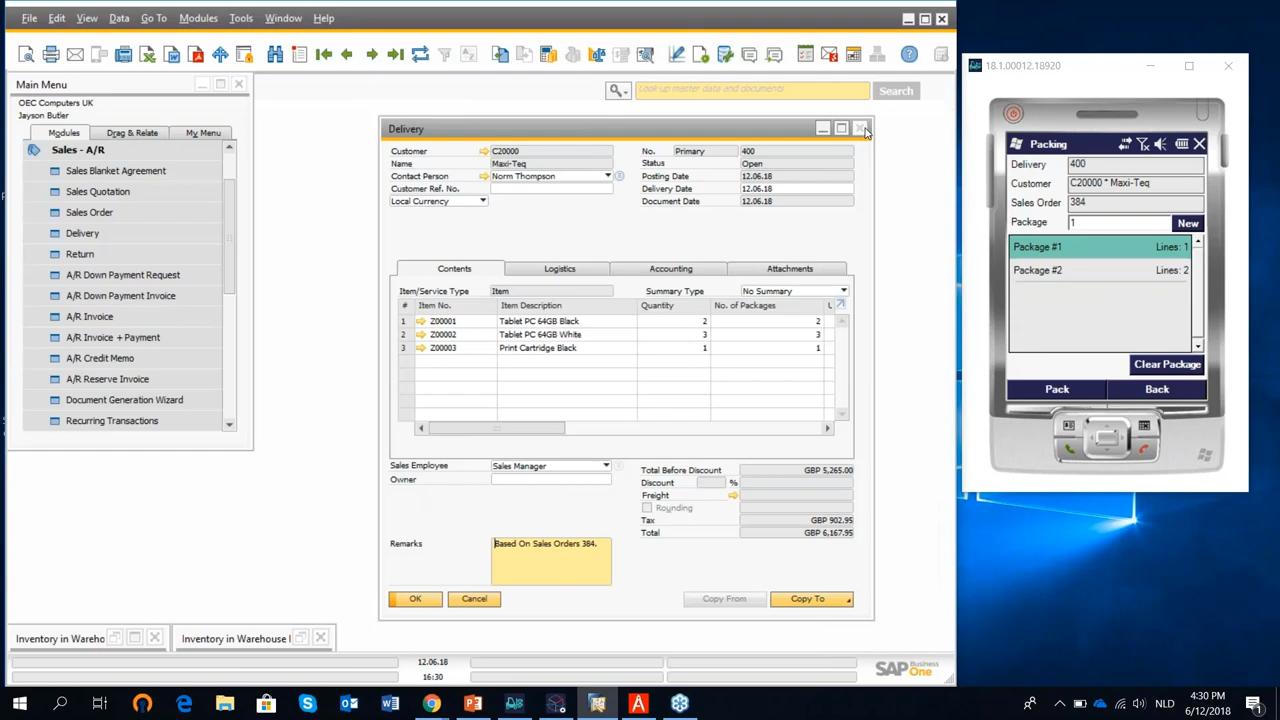 File Edit View Data Go To Modules Tools Window Help
Look up master data and documents Search
Main Menu
OEC Computers UK
Jayson Butler
Modules Drag & Relate My Menu
Sales - A/R
Sales Blanket Agreement
Sales Quotation
Sales Order
Delivery
Return
A/R Down Payment Request
A/R Down Payment Invoice
A/R Invoice
A/R Invoice + Payment
A/R Credit Memo
A/R Reserve Invoice
Document Generation Wizard
Recurring Transactions
Delivery
Customer C20000 No. Primary 400
Name Maxi-Teq Status Open
Contact Person Norm Thompson Posting Date 12.06.18
Customer Ref. No. Delivery Date 12.06.18
Local Currency Document Date 12.06.18
Contents Logistics Accounting Attachments
Item/Service Type Item Summary Type No Summary
# Item No. Item Description Quantity No. of Packages
1 Z00001 Tablet PC 64GB Black 2 2
2 Z00002 Tablet PC 64GB White 3 3
3 Z00003 Print Cartridge Black 1 1
Sales Employee Sales Manager Total Before Discount GBP 5,265.00
Owner Discount %
Freight
Rounding
Tax GBP 902.95
Total GBP 6,167.95
Remarks Based On Sales Orders 384.
OK Cancel Copy From Copy To
Inventory in Wareho Inventory in Warehouse
12.06.18
16:30
SAP Business One
18.1.00012.18920
Packing
Delivery 400
Customer C20000 * Maxi-Teq
Sales Order 384
Package 1 New
Package #1 Lines: 1
Package #2 Lines: 2
Clear Package
Pack Back
NLD
4:30 PM
6/12/2018